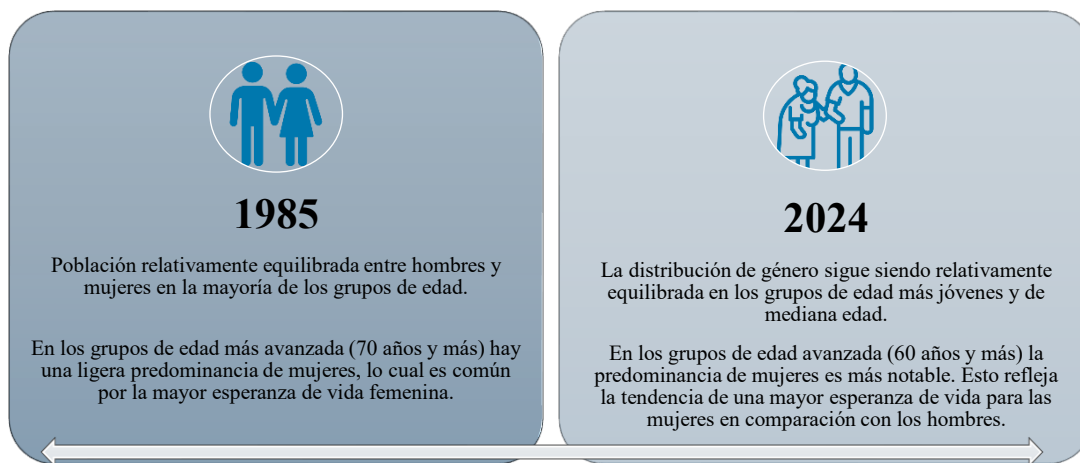 1985
Población relativamente equilibrada entre hombres y
mujeres en la mayoría de los grupos de edad.
En los grupos de edad más avanzada (70 años y más) hay
una ligera predominancia de mujeres, lo cual es común
por la mayor esperanza de vida femenina.
2024
La distribución de género sigue siendo relativamente
equilibrada en los grupos de edad más jóvenes y de
mediana edad.
En los grupos de edad avanzada (60 años y más) la
predominancia de mujeres es más notable. Esto refleja
la tendencia de una mayor esperanza de vida para las
mujeres en comparación con los hombres.